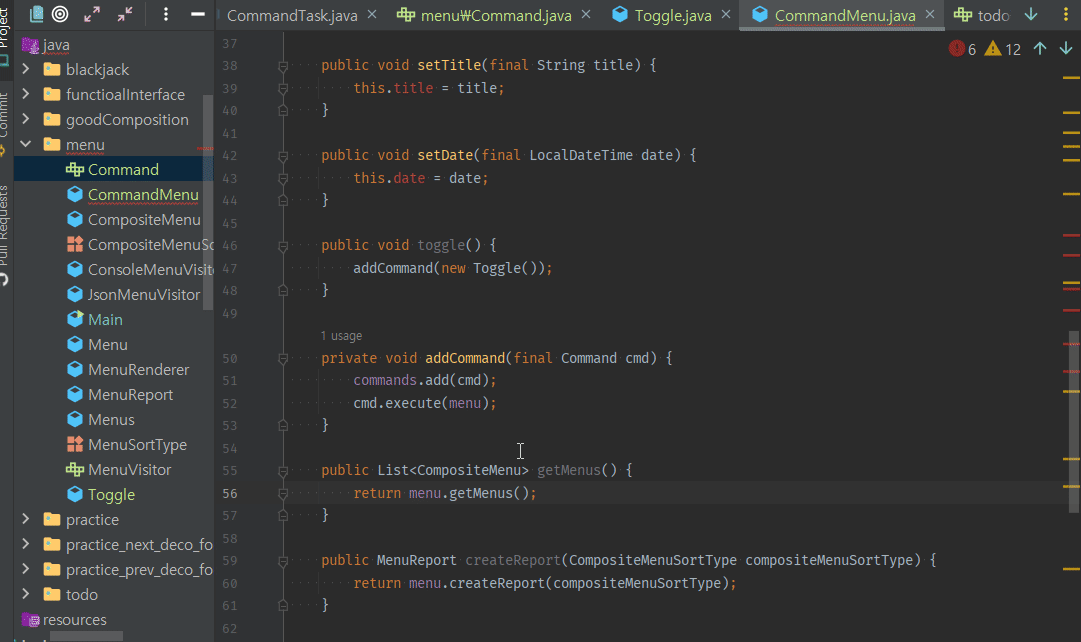 Project
Commit
Pull Requests
CommandTask.java
menu₩Command.java
Toggle.java
CommandMenu.java
todo
6
12
java
blackjack
functioalInterface
goodComposition
menu
Command
CommandMenu
CompositeMenu
CompositeMenuSo
ConsoleMenuVisit
JsonMenuVisitor
Main
Menu
MenuRenderer
MenuReport
Menus
MenuSortType
MenuVisitor
Toggle
practice
practice_next_deco_fo
practice_prev_deco_fo
todo
resources
37
38 public void setTitle(final String title) {
39 this.title = title;
40 }
41
42 public void setDate(final LocalDateTime date) {
43 this.date = date;
44 }
45
46 public void toggle() {
47 addCommand(new Toggle());
48 }
49
1 usage
50 private void addCommand(final Command cmd) {
51 commands.add(cmd);
52 cmd.execute(menu);
53 }
54
55 public List<CompositeMenu> getMenus() {
56 return menu.getMenus();
57 }
58
59 public MenuReport createReport(CompositeMenuSortType compositeMenuSortType) {
60 return menu.createReport(compositeMenuSortType);
61 }
62